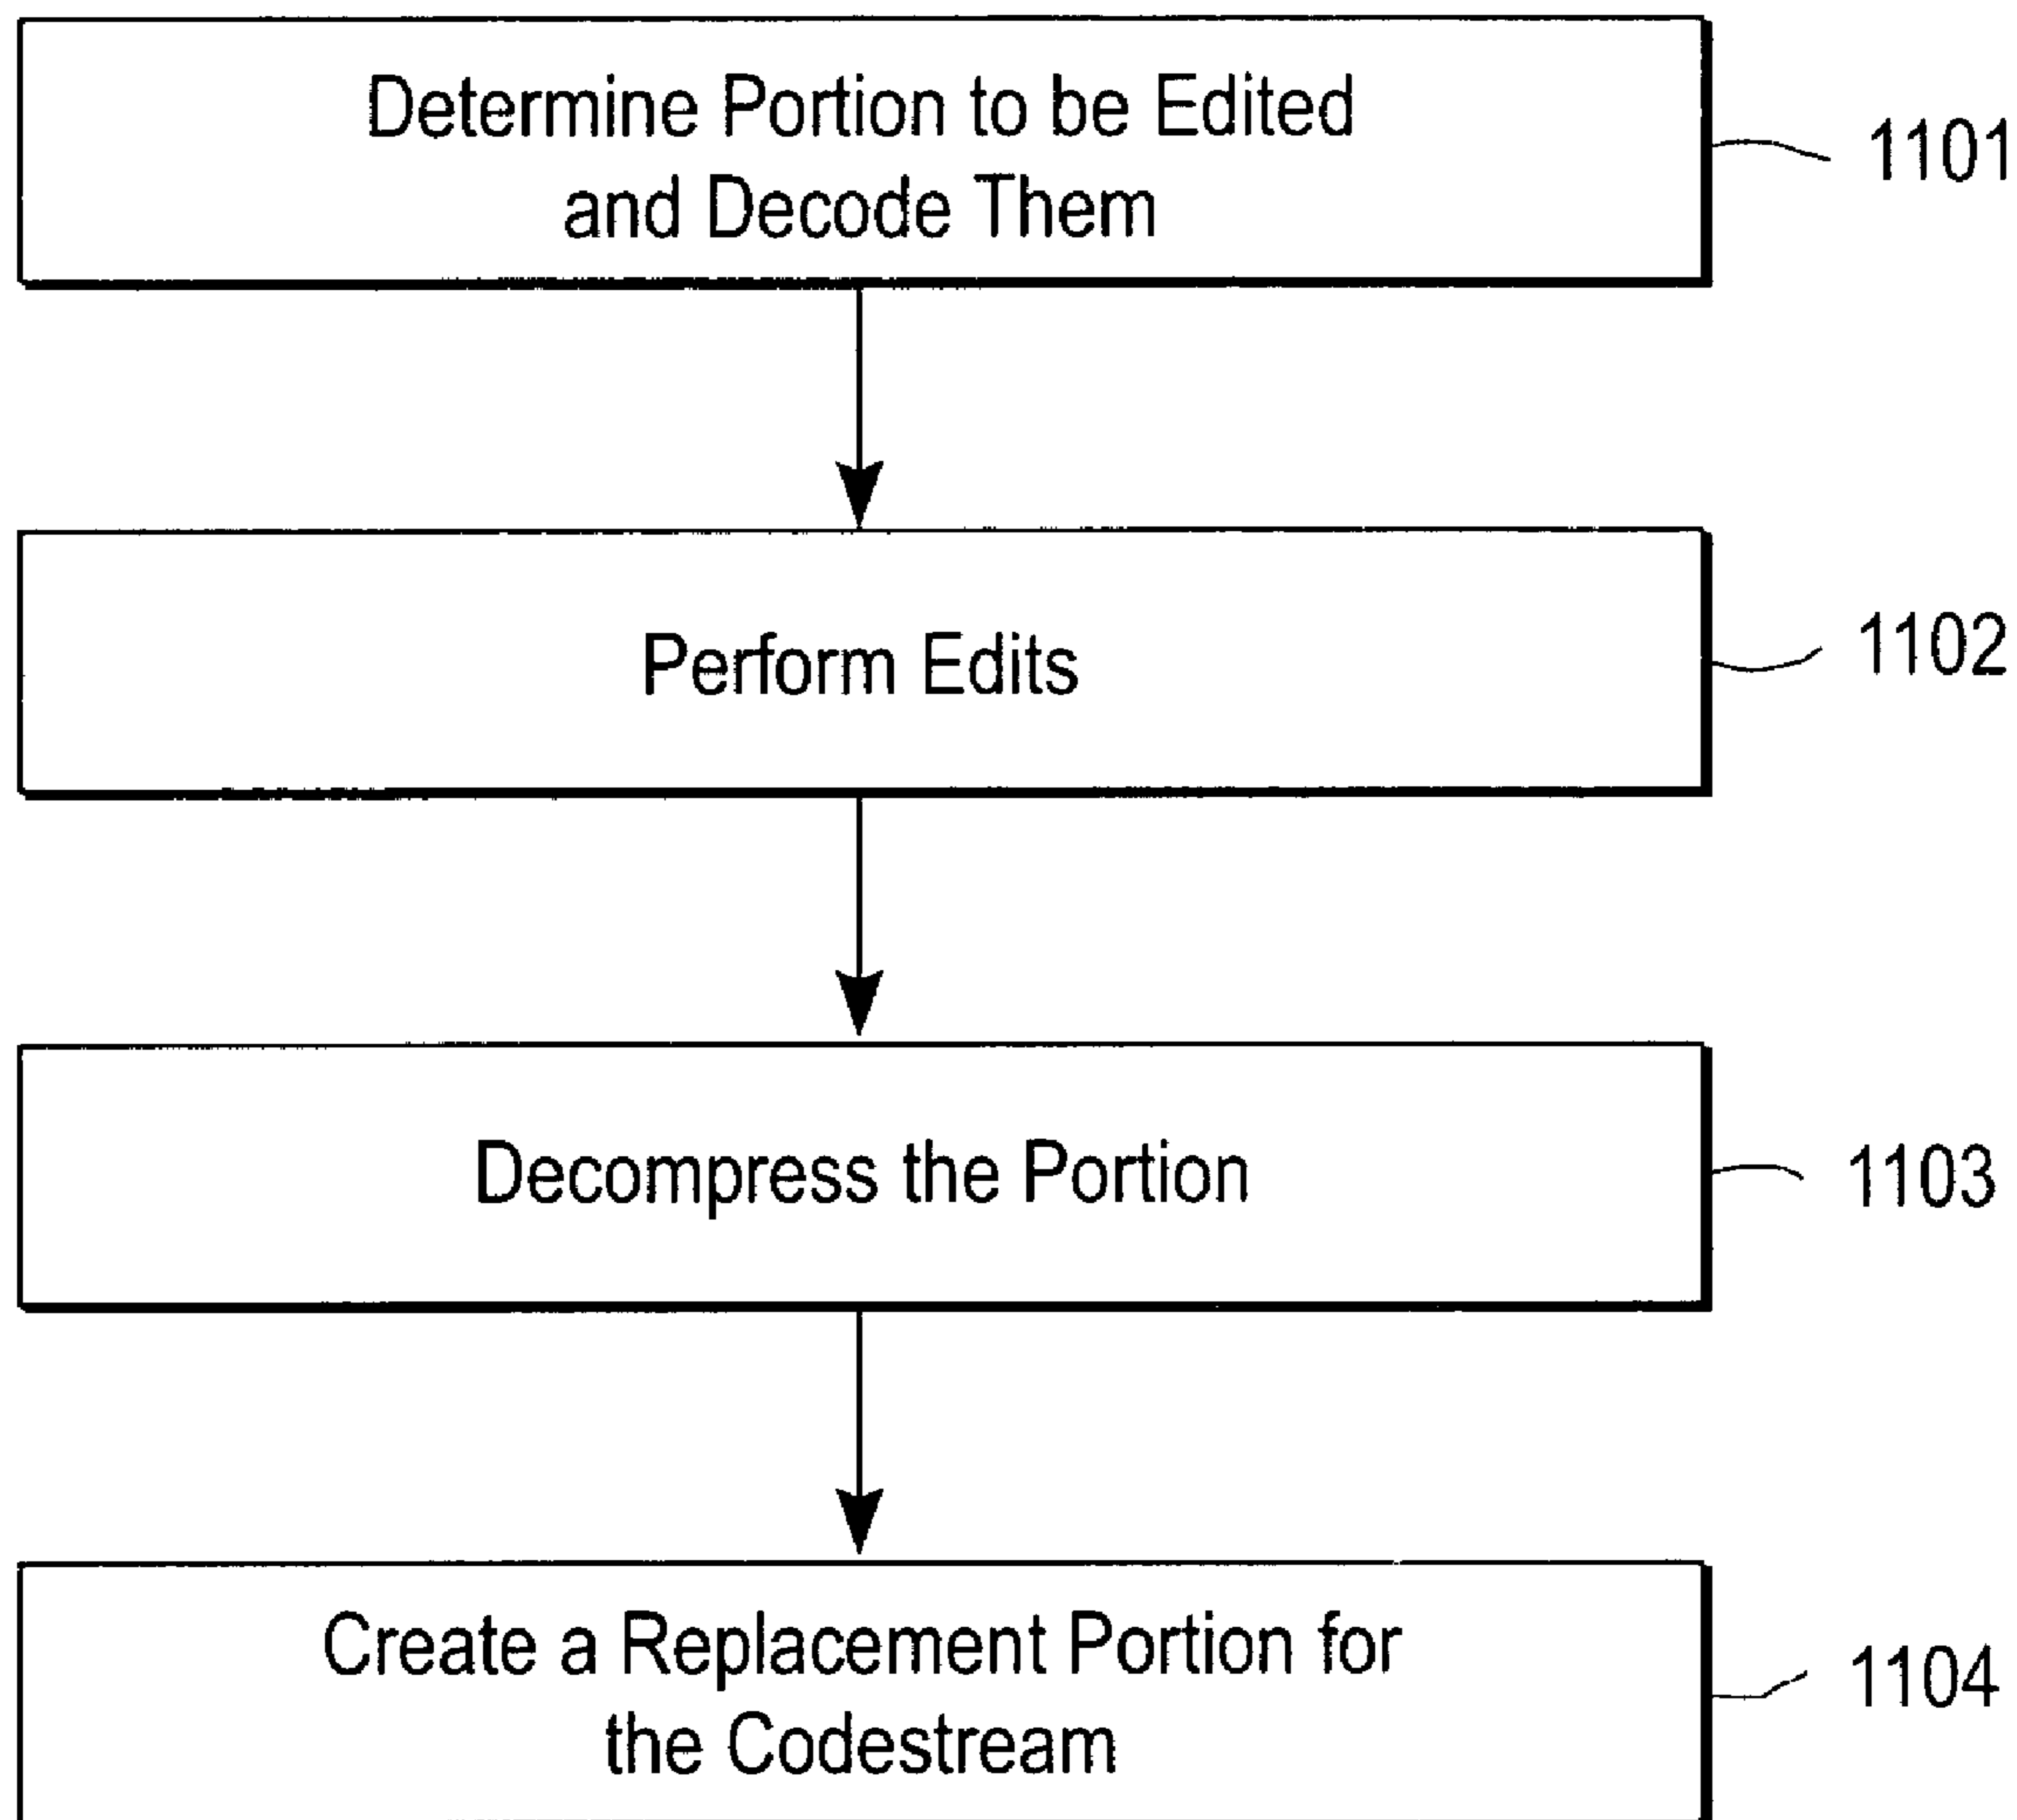 Determine Portion to be Edited
and Decode Them
1101
Perform Edits
1102
Decompress the Portion
1103
Create a Replacement Portion for
the Codestream
1104